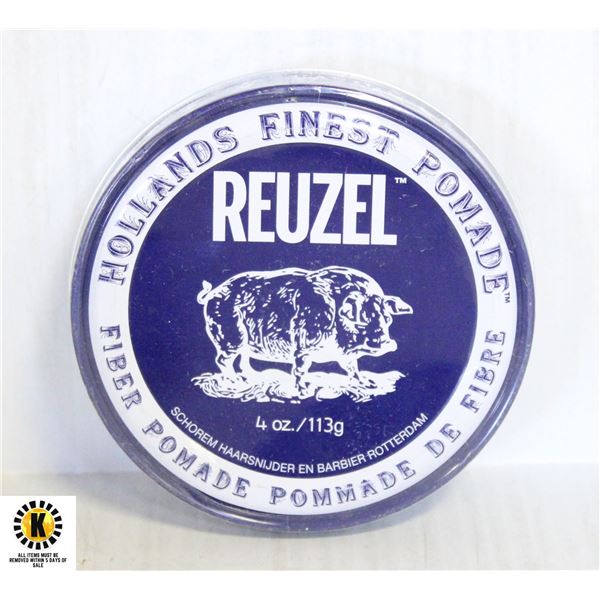 HOLLANDS FINEST POMADE™
REUZEL™
4 oz./113g
SCHOREM HAARSNIJDER EN BARBIER ROTTERDAM
FIBER POMADE POMMADE DE FIBRE
K
ALL ITEMS MUST BE
REMOVED WITHIN 5 DAYS OF
SALE